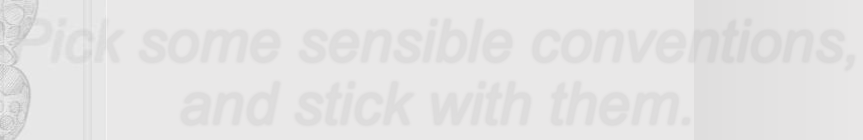 Pick some sensible conventions,
and stick with them.